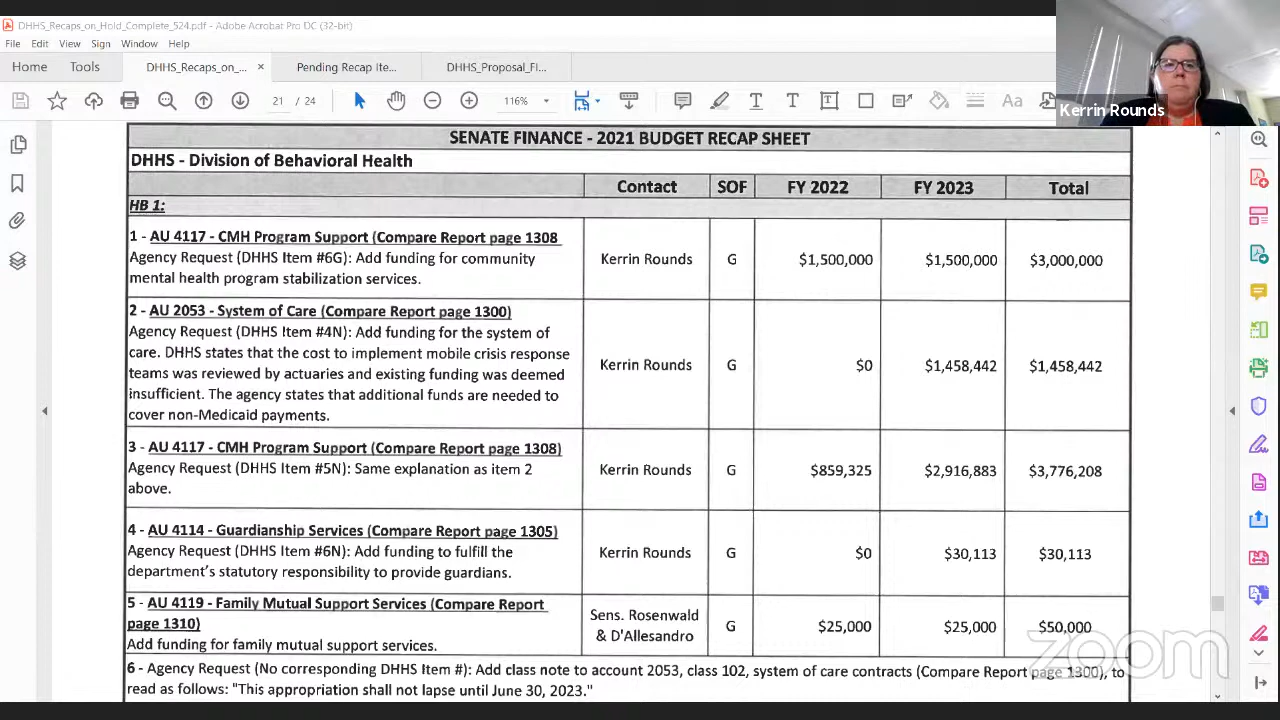 DHHS_Recaps_on_Hold_Complete_524.pdf - Adobe Acrobat Pro DC (32-bit)
File Edit View Sign Window Help
Home Tools DHHS_Recaps_on_... × Pending Recap Ite... DHHS_Proposal_Fl...
21 / 24 116%
Kerrin Rounds
SENATE FINANCE - 2021 BUDGET RECAP SHEET
DHHS - Division of Behavioral Health
Contact SOF FY 2022 FY 2023 Total
HB 1:
1 - AU 4117 - CMH Program Support (Compare Report page 1308
Agency Request (DHHS Item #6G): Add funding for community
mental health program stabilization services.
Kerrin Rounds G $1,500,000 $1,500,000 $3,000,000
2 - AU 2053 - System of Care (Compare Report page 1300)
Agency Request (DHHS Item #4N): Add funding for the system of
care. DHHS states that the cost to implement mobile crisis response
teams was reviewed by actuaries and existing funding was deemed
insufficient. The agency states that additional funds are needed to
cover non-Medicaid payments.
Kerrin Rounds G $0 $1,458,442 $1,458,442
3 - AU 4117 - CMH Program Support (Compare Report page 1308)
Agency Request (DHHS Item #5N): Same explanation as item 2
above.
Kerrin Rounds G $859,325 $2,916,883 $3,776,208
4 - AU 4114 - Guardianship Services (Compare Report page 1305)
Agency Request (DHHS Item #6N): Add funding to fulfill the
department's statutory responsibility to provide guardians.
Kerrin Rounds G $0 $30,113 $30,113
5 - AU 4119 - Family Mutual Support Services (Compare Report
page 1310)
Add funding for family mutual support services.
Sens. Rosenwald
& D'Allesandro
G $25,000 $25,000 $50,000
6 - Agency Request (No corresponding DHHS Item #): Add class note to account 2053, class 102, system of care contracts (Compare Report page 1300), to
read as follows: "This appropriation shall not lapse until June 30, 2023."
zoom